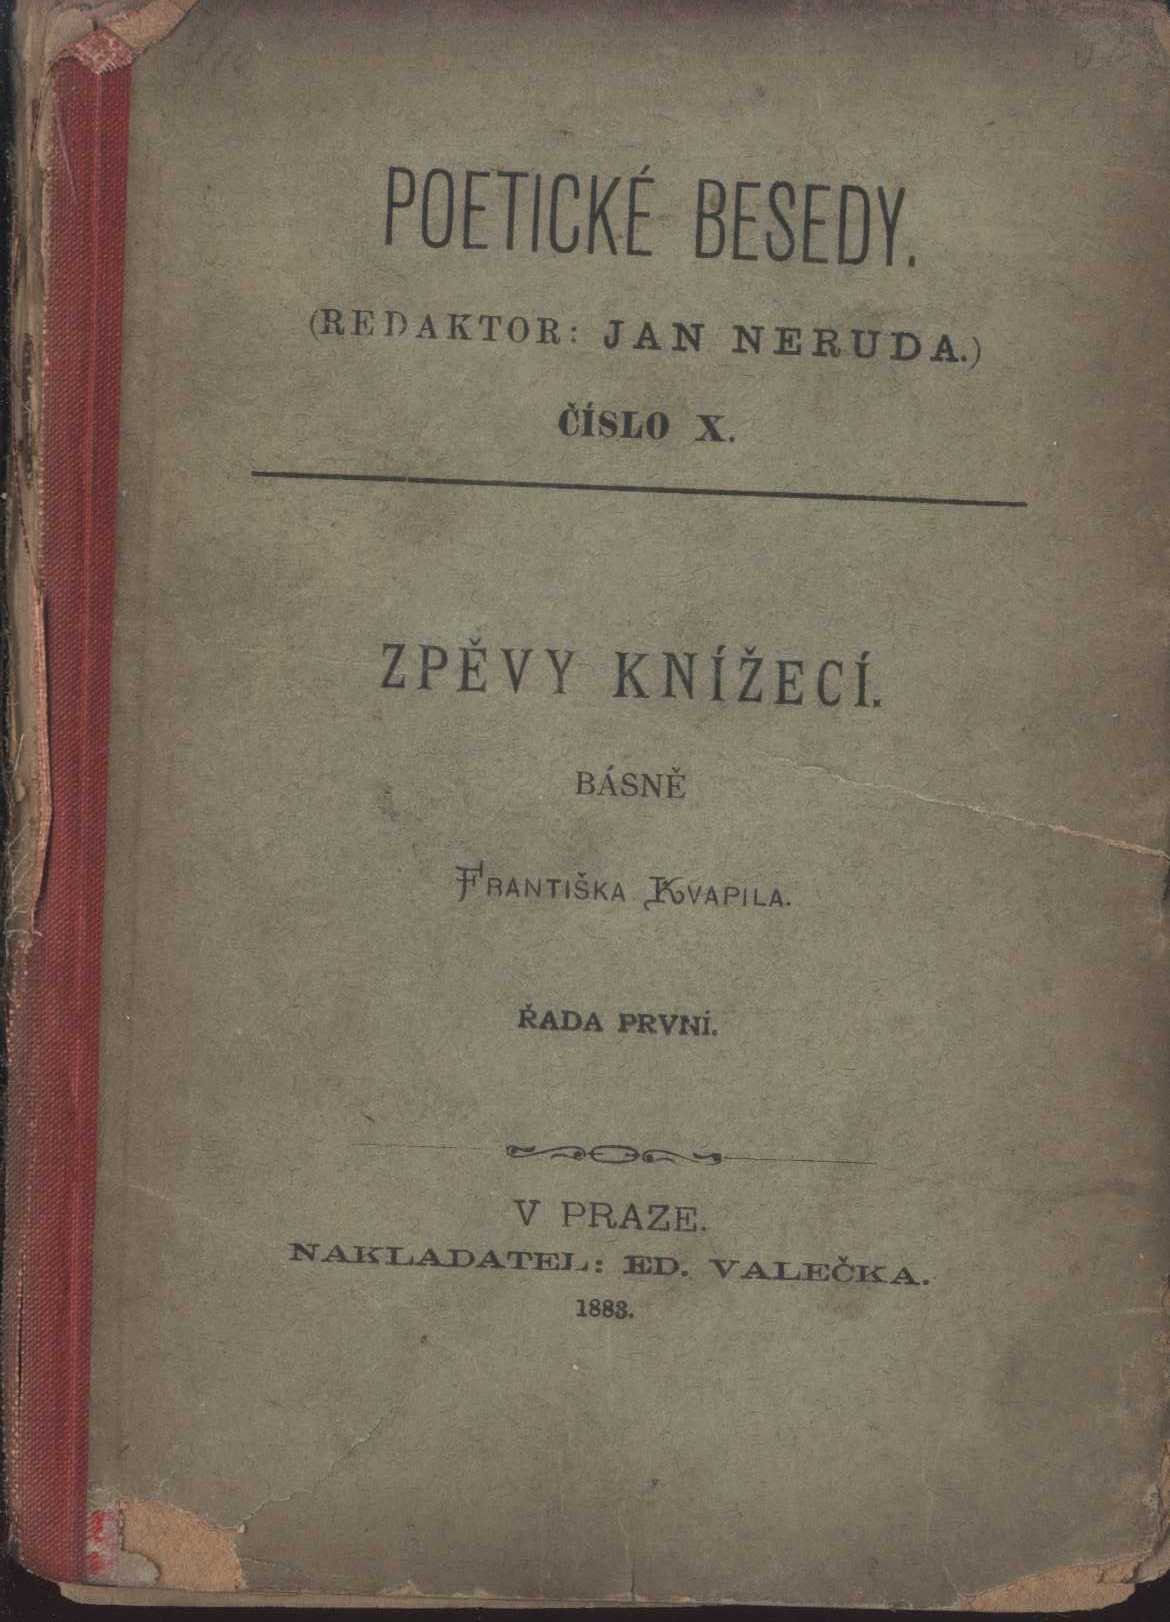 POETICKÉ BESEDY.
(REDAKTOR: JAN NERUDA.)
ČÍSLO X.
ZPĚVY KNÍŽECÍ.
BÁSNĚ
FRANTIŠKA KVAPILA.
ŘADA PRVNÍ.
V PRAZE.
NAKLADATEL: ED. VALEČKA.
1883.